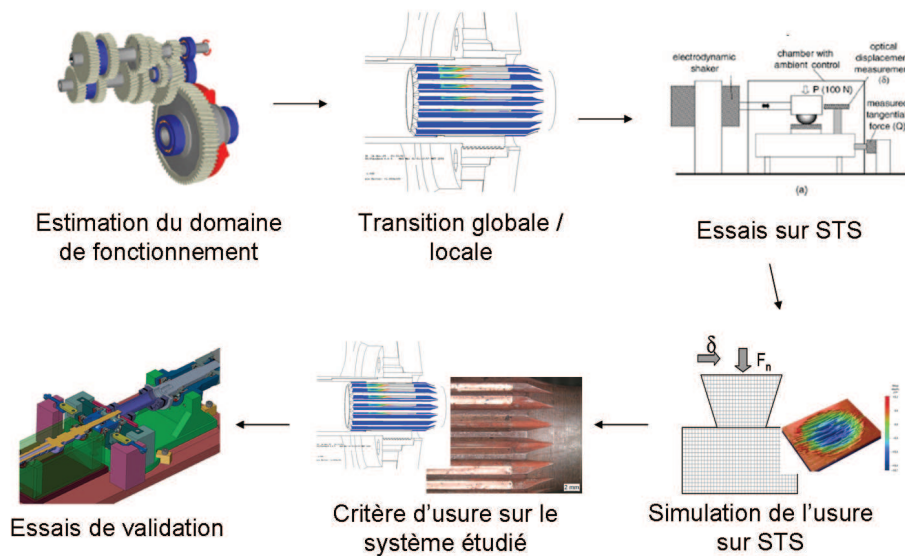 electrodynamic
shaker
chamber with
ambient control
optical
displacement
measurement
(δ)
P (100 N)
measured
tangential
force (Q)
(a)
Estimation du domaine
de fonctionnement
Transition globale /
locale
Essais sur STS
δ
Fn
2 mm
Essais de validation
Critère d'usure sur le
système étudié
Simulation de l'usure
sur STS